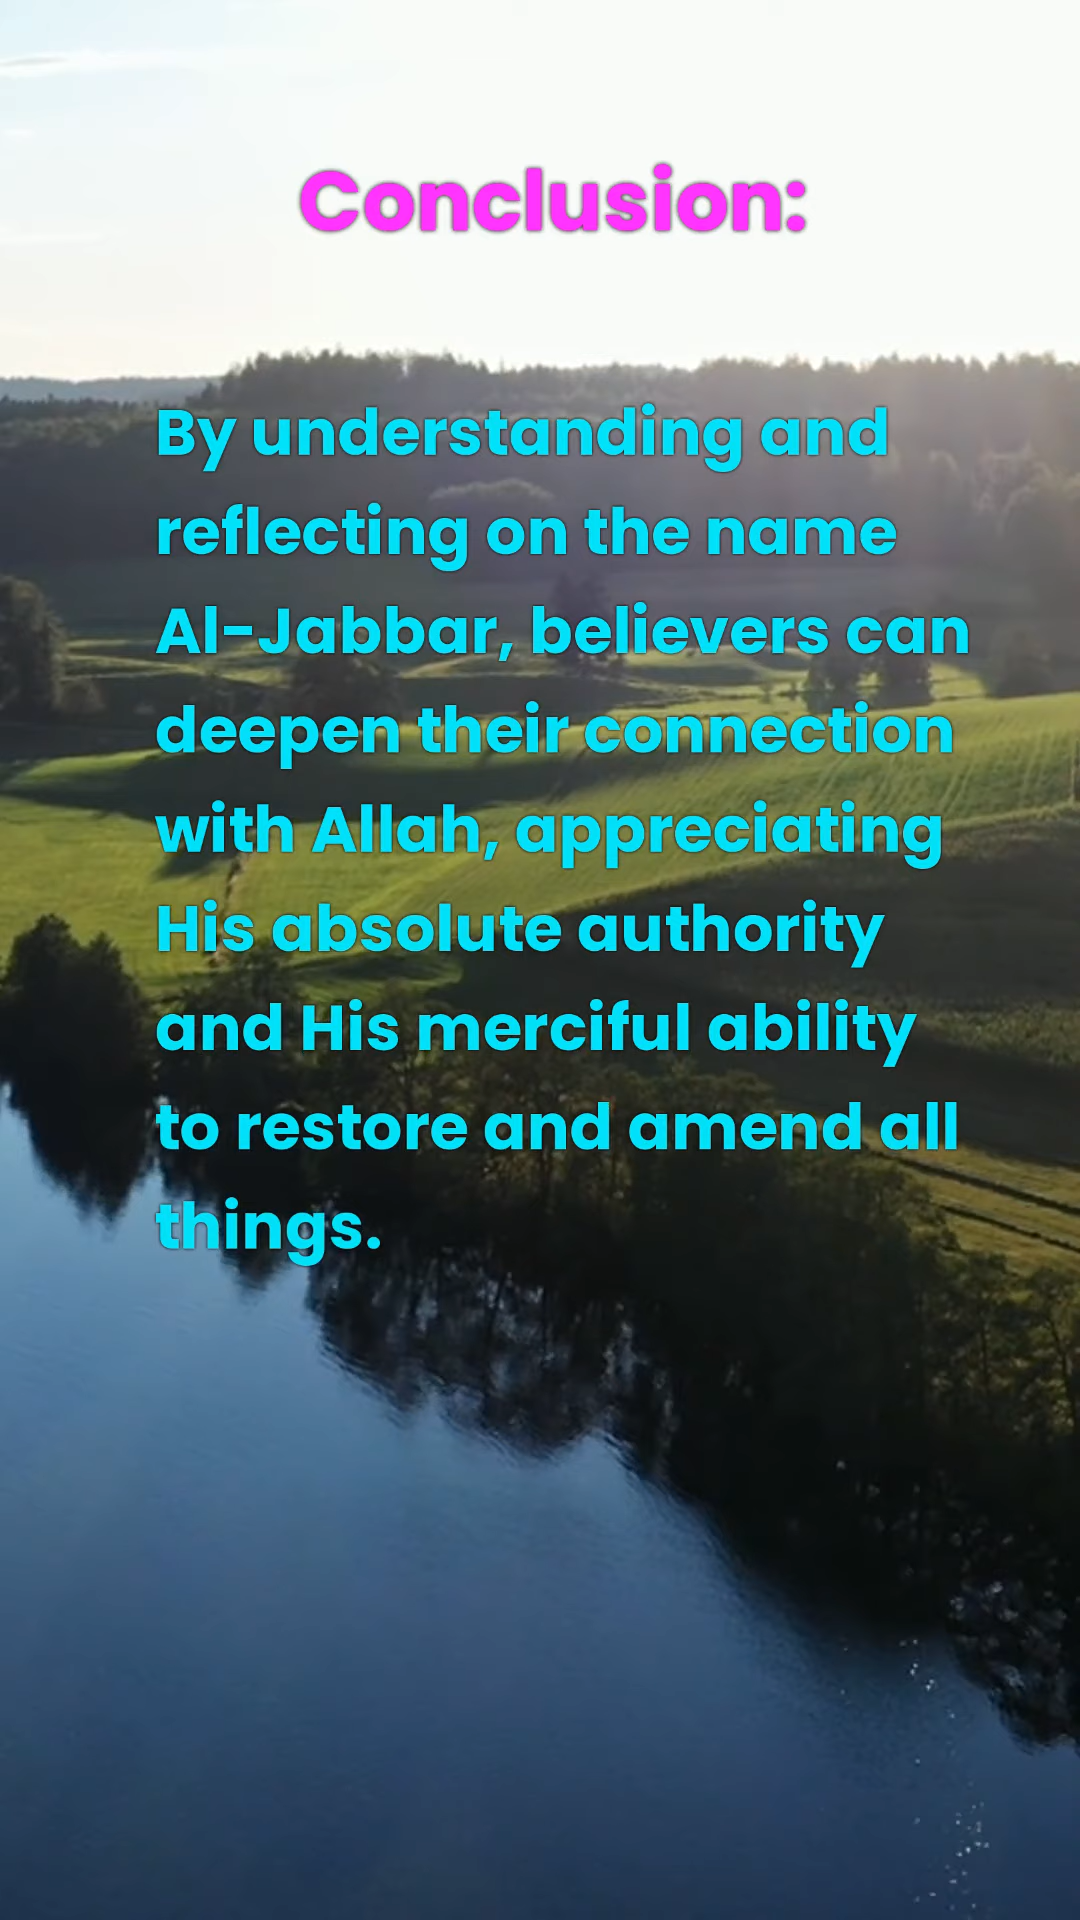 Conclusion:
By understanding and
reflecting on the name
Al-Jabbar, believers can
deepen their connection
with Allah, appreciating
His absolute authority
and His merciful ability
to restore and amend all
things.